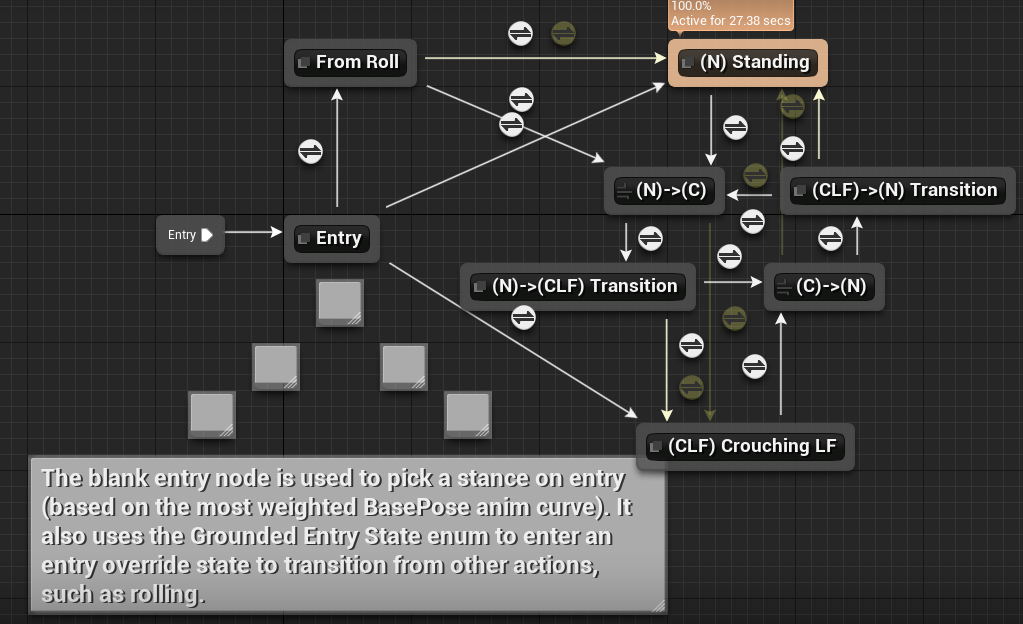 100.0%
Active for 27.38 secs
From Roll
(N) Standing
(N)->(C)
(CLF)->(N) Transition
Entry
Entry
(N)->(CLF) Transition
(C)->(N)
(CLF) Crouching LF
The blank entry node is used to pick a stance on entry
(based on the most weighted BasePose anim curve). It
also uses the Grounded Entry State enum to enter an
entry override state to transition from other actions,
such as rolling.